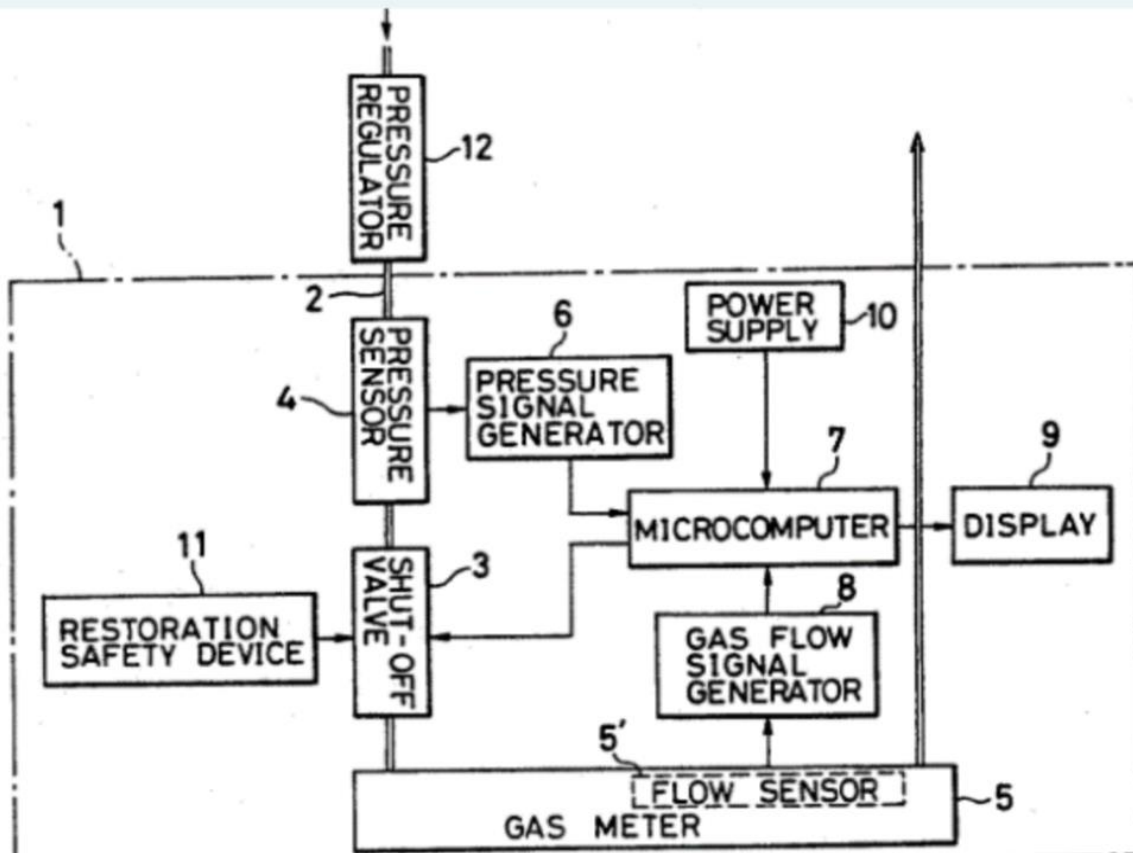 PRESSURE
REGULATOR
12
1
2
PRESSURE
SENSOR
4
6
PRESSURE
SIGNAL
GENERATOR
POWER
SUPPLY
10
7
MICROCOMPUTER
9
DISPLAY
11
RESTORATION
SAFETY DEVICE
3
SHUT-OFF
VALVE
8
GAS FLOW
SIGNAL
GENERATOR
5'
FLOW SENSOR
GAS METER
5